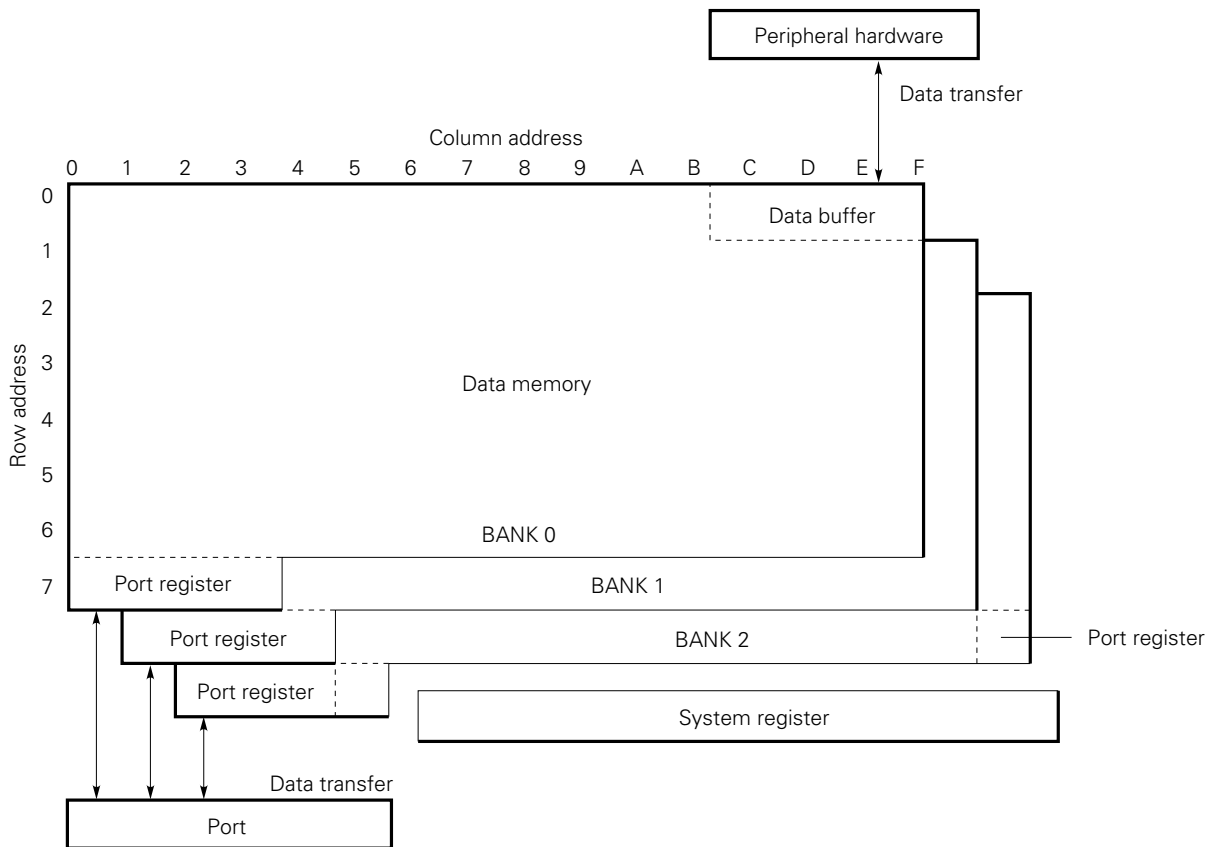 Peripheral hardware
Data transfer
Column address
0 1 2 3 4 5 6 7 8 9 A B C D E F
0
Data buffer
1
2
3
Row address
Data memory
4
5
6
BANK 0
7
Port register
BANK 1
Port register
BANK 2
Port register
Port register
System register
Data transfer
Port